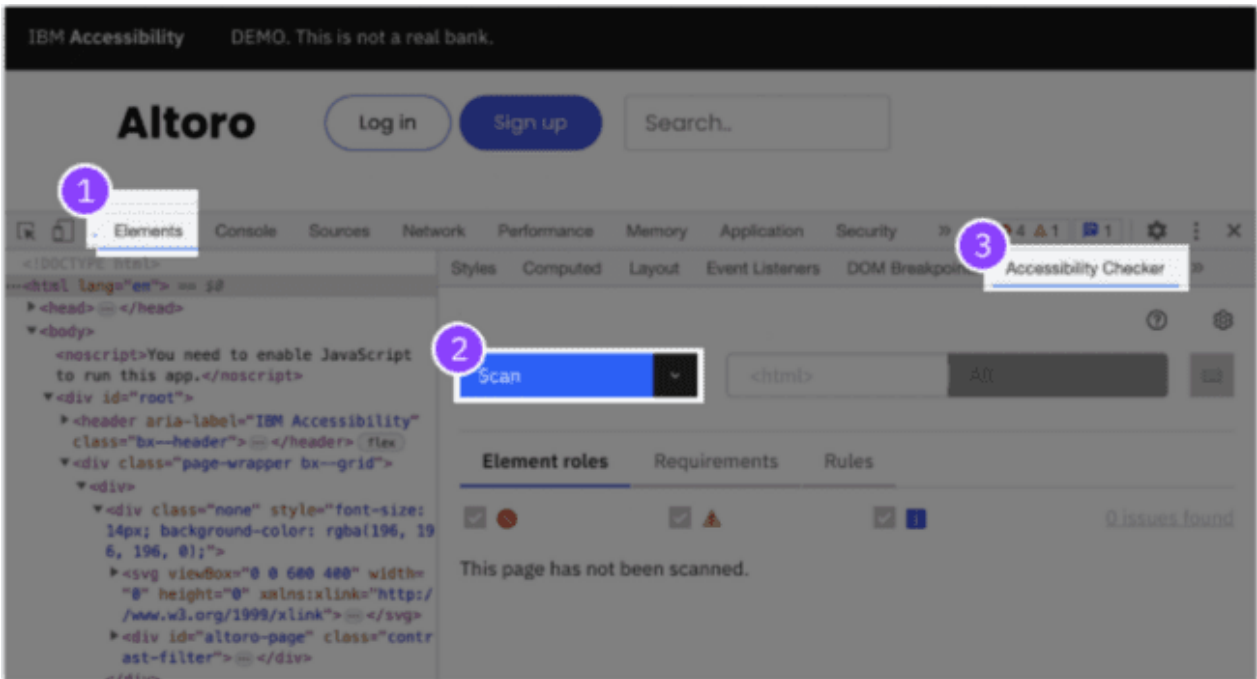 IBM Accessibility DEMO. This is not a real bank.
Altoro Log in Sign up Search..
1
Elements Console Sources Network Performance Memory Application Security » 4 1 1
3
<!DOCTYPE html>
···<html lang="en"> == $0
▶<head>…</head>
▼<body>
<noscript>You need to enable JavaScript
to run this app.</noscript>
▼<div id="root">
▶<header aria-label="IBM Accessibility"
class="bx--header">…</header> flex
▼<div class="page-wrapper bx--grid">
▼<div>
▼<div class="none" style="font-size:
14px; background-color: rgba(196, 19
6, 196, 0);">
▶<svg viewBox="0 0 600 400" width=
"0" height="0" xmlns:xlink="http:/
/www.w3.org/1999/xlink">…</svg>
▶<div id="altoro-page" class="contr
ast-filter">…</div>
</div>
Styles Computed Layout Event Listeners DOM Accessibility Checker »
2
Scan <html> All
Element roles Requirements Rules
0 issues found
This page has not been scanned.